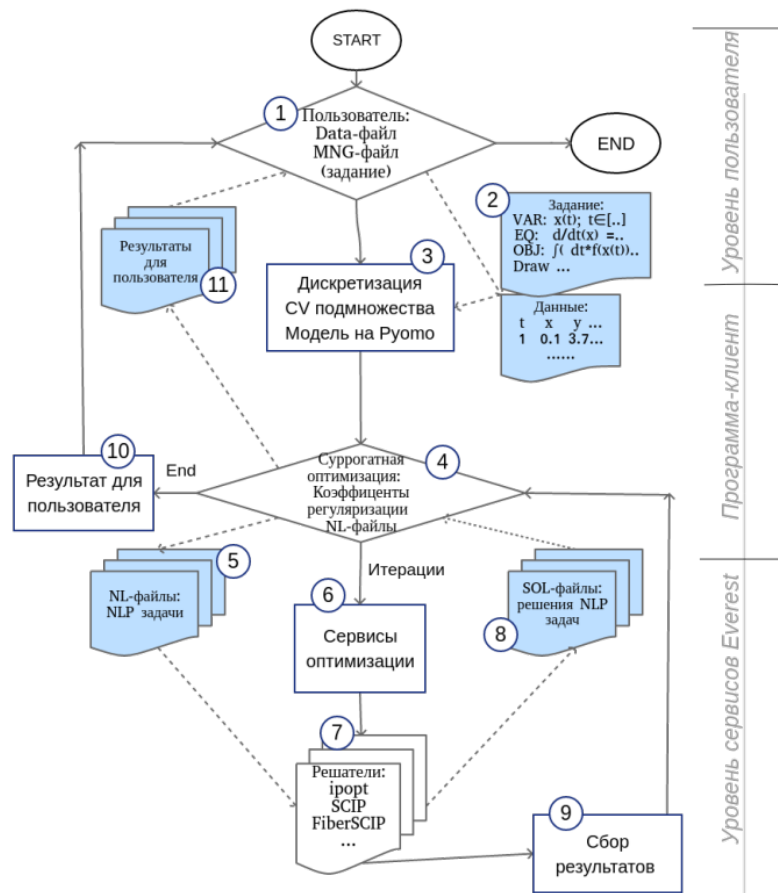 START
1
Пользователь:
Data-файл
MNG-файл
(задание)
END
2
Задание:
VAR: x(t); t∈[..]
EQ: d/dt(x) =..
OBJ: ∫( dt*f(x(t))..
Draw ...
Данные:
t x y ...
1 0.1 3.7...
......
Результаты
для
пользователя
11
3
Дискретизация
CV подмножества
Модель на Pyomo
4
Суррогатная
оптимизация:
Коэффиценты
регуляризации
NL-файлы
10
Результат для
пользователя
End
5
NL-файлы:
NLP задачи
Итерации
6
Сервисы
оптимизации
SOL-файлы:
решения NLP
задач
8
7
Решатели:
ipopt
SCIP
FiberSCIP
...
9
Сбор
результатов
Уровень пользователя
Программа-клиент
Уровень сервисов Everest